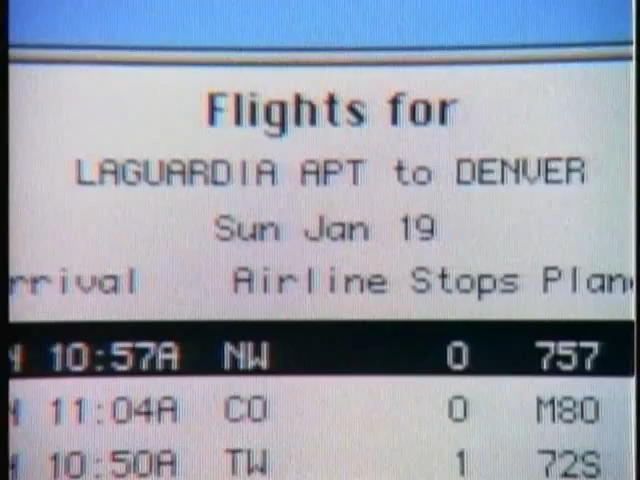 Flights for
LAGUARDIA APT to DENVER
Sun Jan 19
rrival Airline Stops Plan
10:57A NW 0 757
11:04A CO 0 M80
10:50A TW 1 72S